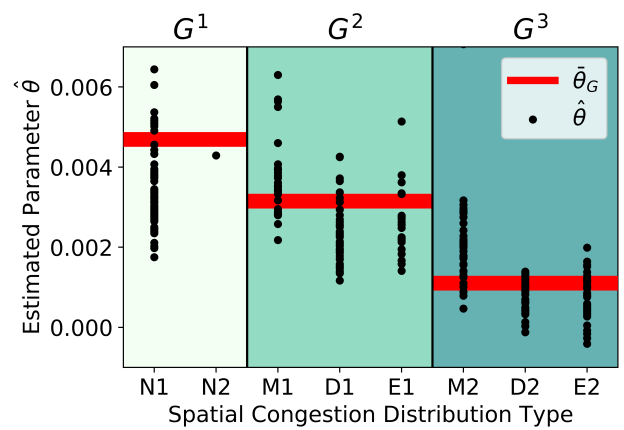 G¹ G² G³
Estimated Parameter θ̂
0.006
0.004
0.002
0.000
θ̄_G
θ̂
N1 N2 M1 D1 E1 M2 D2 E2
Spatial Congestion Distribution Type